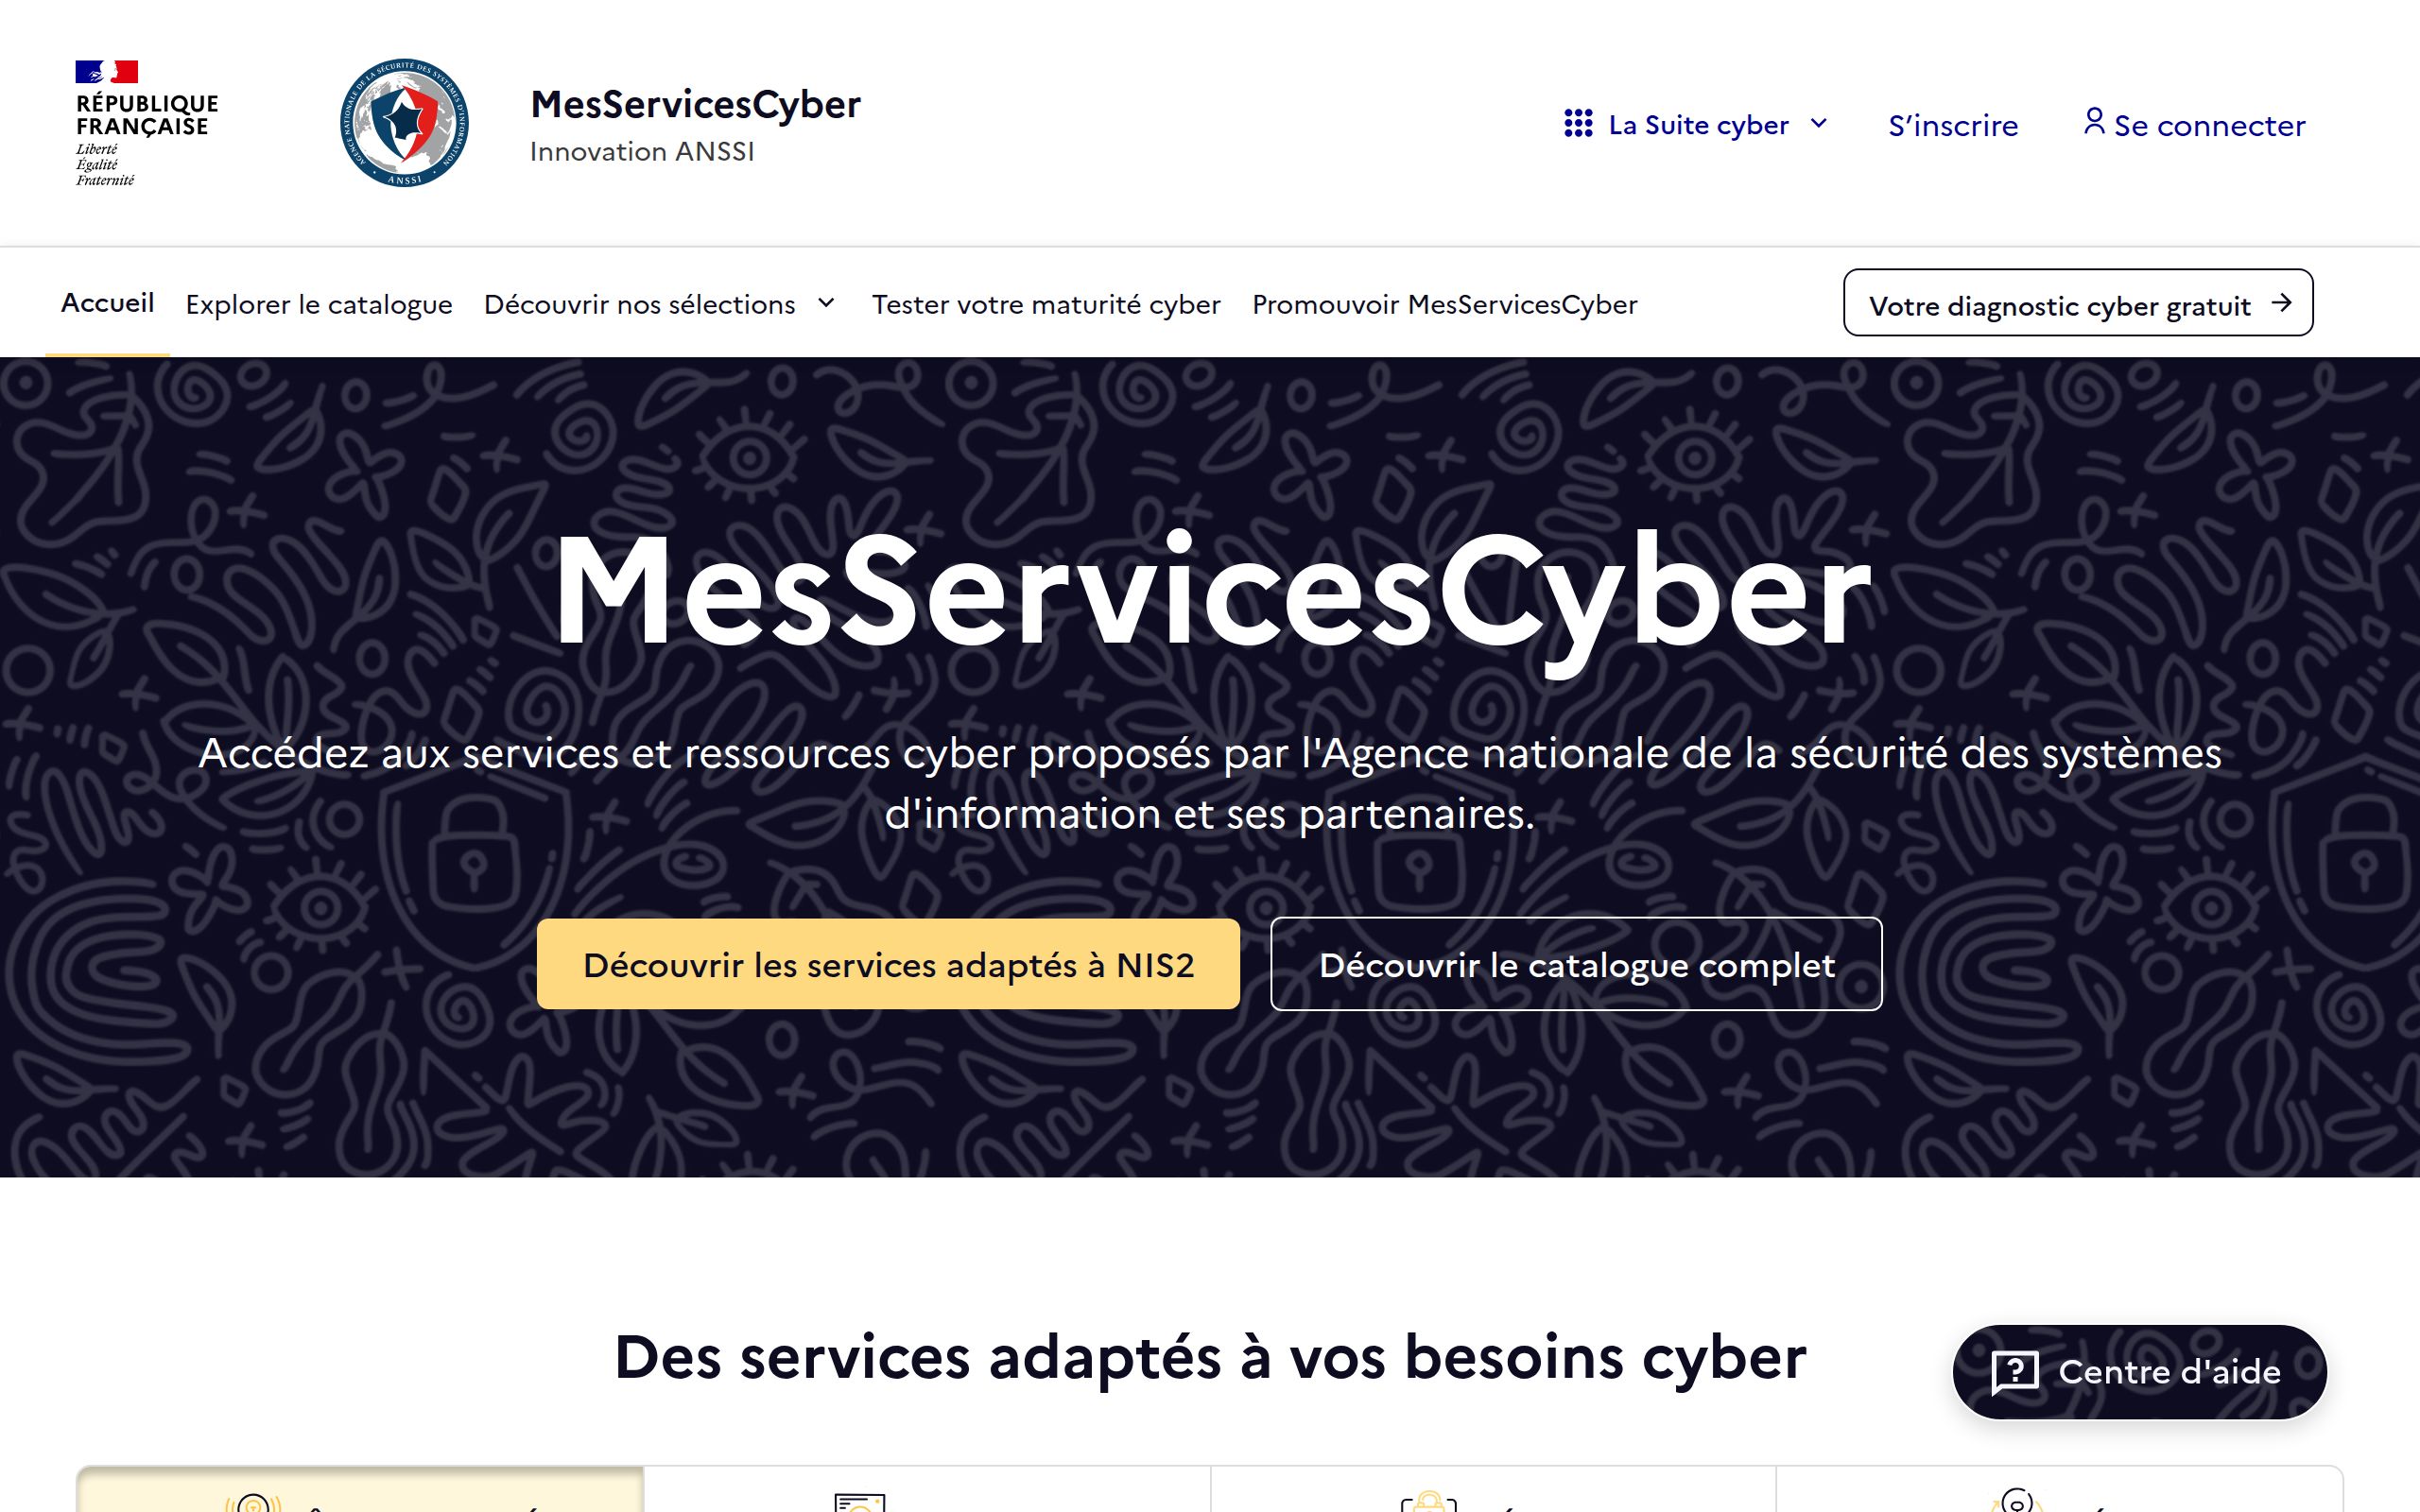 RÉPUBLIQUE
FRANÇAISE
Liberté
Égalité
Fraternité
AGENCE NATIONALE DE LA SÉCURITÉ DES SYSTÈMES D'INFORMATION
ANSSI
MesServicesCyber
Innovation ANSSI
La Suite cyber
S’inscrire
Se connecter
Accueil
Explorer le catalogue
Découvrir nos sélections
Tester votre maturité cyber
Promouvoir MesServicesCyber
Votre diagnostic cyber gratuit
MesServicesCyber
Accédez aux services et ressources cyber proposés par l'Agence nationale de la sécurité des systèmes
d'information et ses partenaires.
Découvrir les services adaptés à NIS2
Découvrir le catalogue complet
Des services adaptés à vos besoins cyber
Centre d'aide